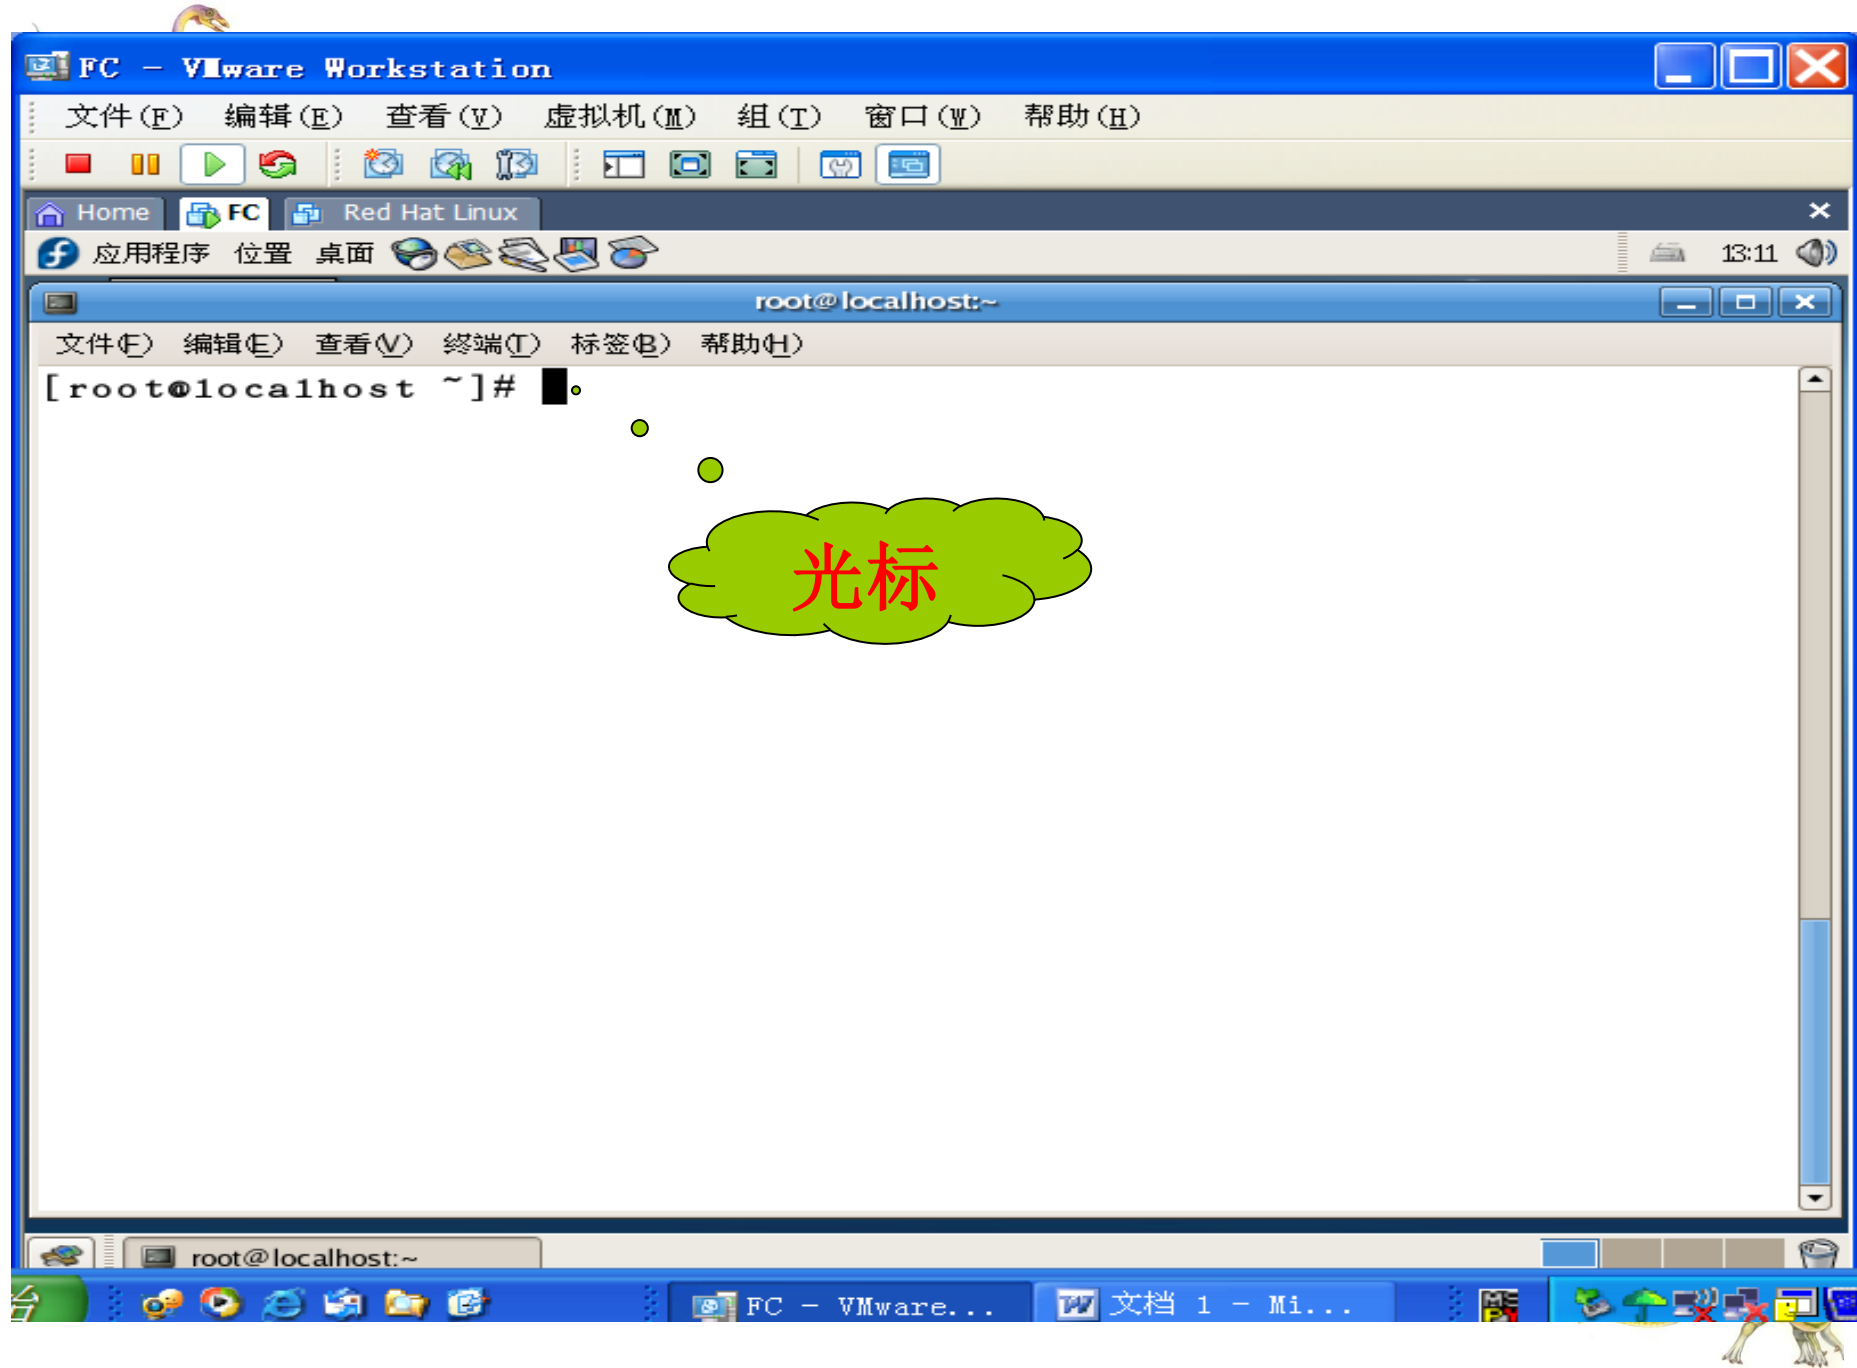 FC - VMware Workstation
文件(F) 编辑(E) 查看(V) 虚拟机(M) 组(T) 窗口(W) 帮助(H)
Home FC Red Hat Linux
应用程序 位置 桌面 13:11
root@localhost:~
文件(F) 编辑(E) 查看(V) 终端(T) 标签(B) 帮助(H)
[root@localhost ~]#
光标
root@localhost:~
FC - VMware... 文档 1 - Mi...